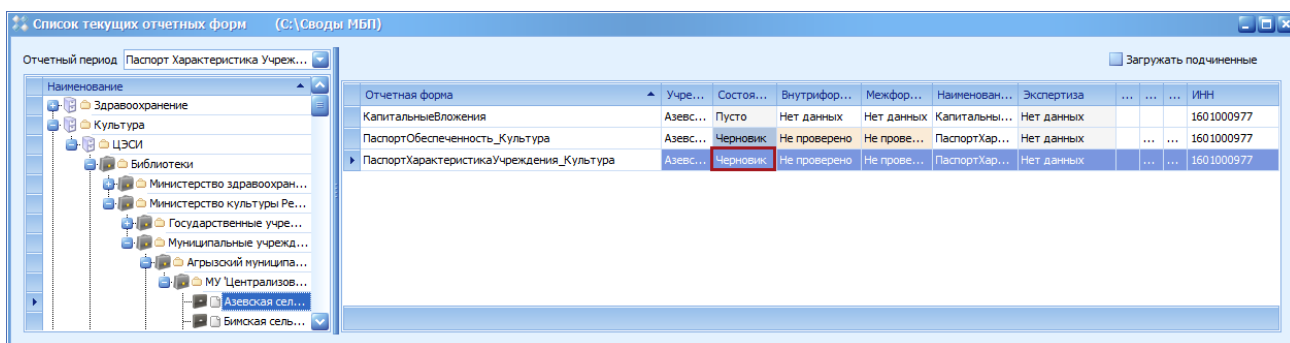 Список текущих отчетных форм (C:\Своды МБП)
Отчетный период Паспорт Характеристика Учреж...
Загружать подчиненные
Наименование
Здравоохранение
Культура
ЦЭСИ
Библиотеки
Министерство здравоохран...
Министерство культуры Ре...
Государственные учре...
Муниципальные учрежд...
Агрызский муниципа...
МУ 'Централизов...
Азевская сел...
Бимская сель...
Отчетная форма Учре... Состоя... Внутрифор... Межфор... Наименован... Экспертиза ... ... ... ИНН
КапитальныеВложения Азевс... Пусто Нет данных Нет данных Капитальны... Нет данных 1601000977
ПаспортОбеспеченность_Культура Азевс... Черновик Не проверено Не прове... ПаспортХар... Нет данных ... ... 1601000977
ПаспортХарактеристикаУчреждения_Культура Азевс... Черновик Не проверено Не прове... ПаспортХар... Нет данных ... ... 1601000977